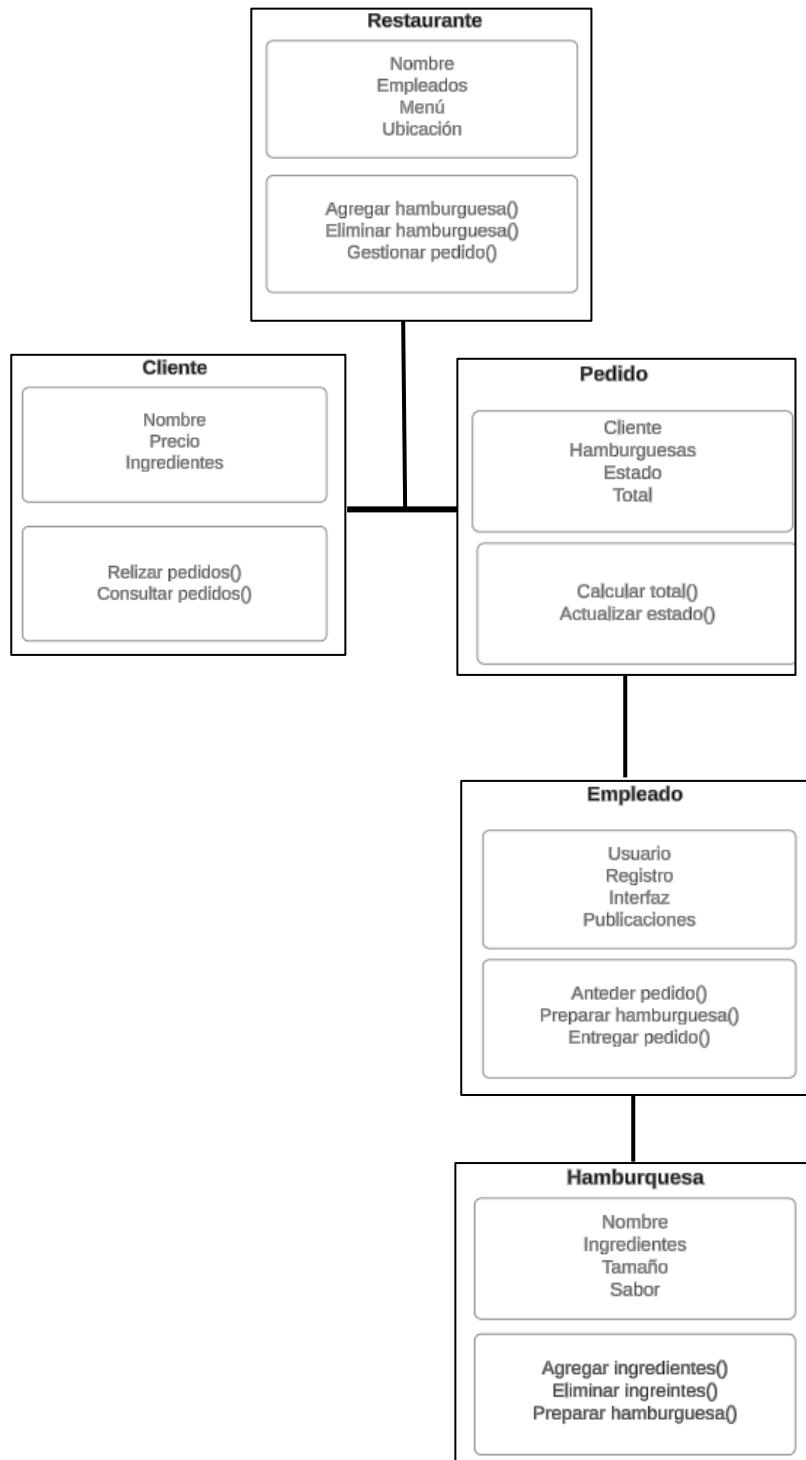 Restaurante
Nombre
Empleados
Menú
Ubicación
Agregar hamburguesa()
Eliminar hamburguesa()
Gestionar pedido()
Cliente
Nombre
Precio
Ingredientes
Relizar pedidos()
Consultar pedidos()
Pedido
Cliente
Hamburguesas
Estado
Total
Calcular total()
Actualizar estado()
Empleado
Usuario
Registro
Interfaz
Publicaciones
Anteder pedido()
Preparar hamburguesa()
Entregar pedido()
Hamburquesa
Nombre
Ingredientes
Tamaño
Sabor
Agregar ingredientes()
Eliminar ingreintes()
Preparar hamburguesa()